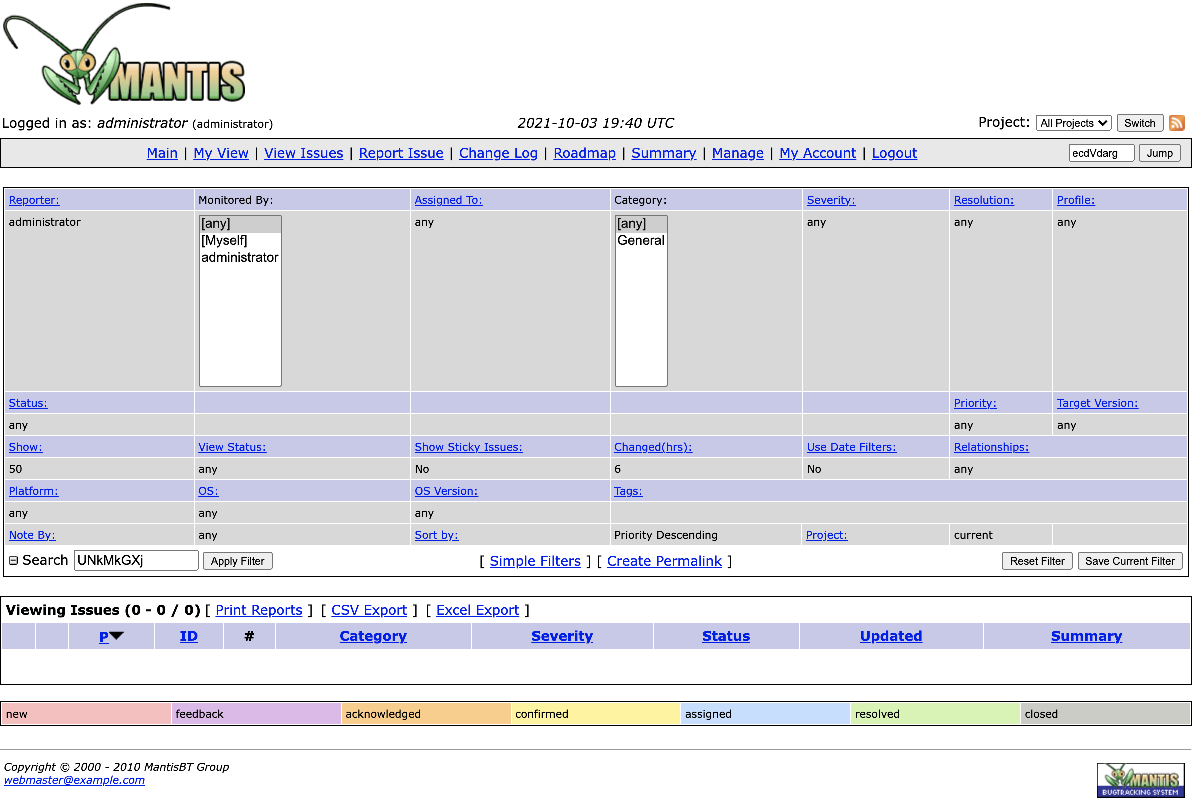 MANTIS
Logged in as: administrator (administrator) 2021-10-03 19:40 UTC Project: All Projects Switch
Main | My View | View Issues | Report Issue | Change Log | Roadmap | Summary | Manage | My Account | Logout ecdVdarg Jump
Reporter: Monitored By: Assigned To: Category: Severity: Resolution: Profile:
administrator [any] any [any] any any any
[Myself] General
administrator
Status: Priority: Target Version:
any any any
Show: View Status: Show Sticky Issues: Changed(hrs): Use Date Filters: Relationships:
50 any No 6 No any
Platform: OS: OS Version: Tags:
any any any
Note By: any Sort by: Priority Descending Project: current
Search UNkMkGXj Apply Filter [ Simple Filters ] [ Create Permalink ] Reset Filter Save Current Filter
Viewing Issues (0 - 0 / 0) [ Print Reports ] [ CSV Export ] [ Excel Export ]
P ID # Category Severity Status Updated Summary
new feedback acknowledged confirmed assigned resolved closed
Copyright © 2000 - 2010 MantisBT Group
webmaster@example.com
MANTIS
BUGTRACKING SYSTEM